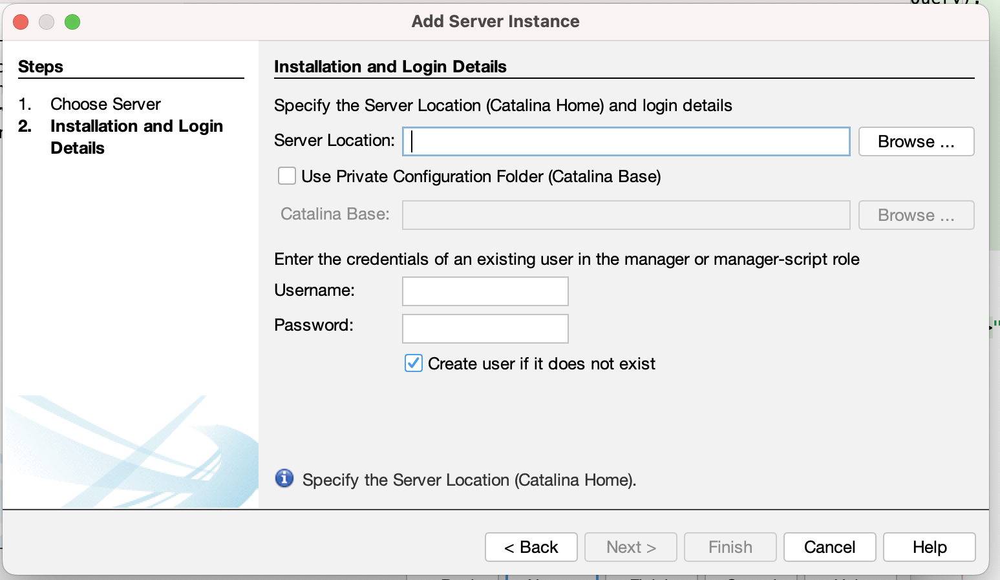 Add Server Instance
Steps
1. Choose Server
2. Installation and Login
Details
Installation and Login Details
Specify the Server Location (Catalina Home) and login details
Server Location:
Browse ...
Use Private Configuration Folder (Catalina Base)
Catalina Base:
Browse ...
Enter the credentials of an existing user in the manager or manager-script role
Username:
Password:
Create user if it does not exist
Specify the Server Location (Catalina Home).
< Back
Next >
Finish
Cancel
Help